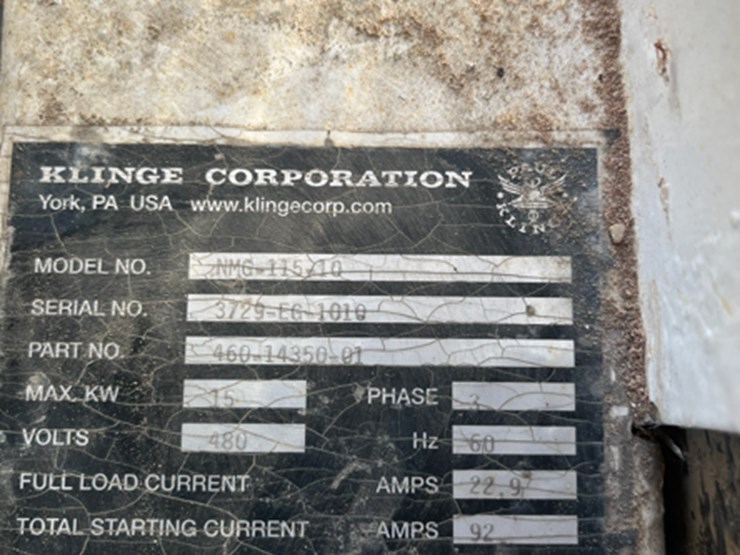 KLINGE CORPORATION
York, PA USA www.klingecorp.com
PAUL KLINGE
MODEL NO. NMG-115-10
SERIAL NO. 3729-EG-1010
PART NO. 460-14350-01
MAX. KW 15 PHASE 3
VOLTS 480 Hz 60
FULL LOAD CURRENT AMPS 22.9
TOTAL STARTING CURRENT AMPS 92